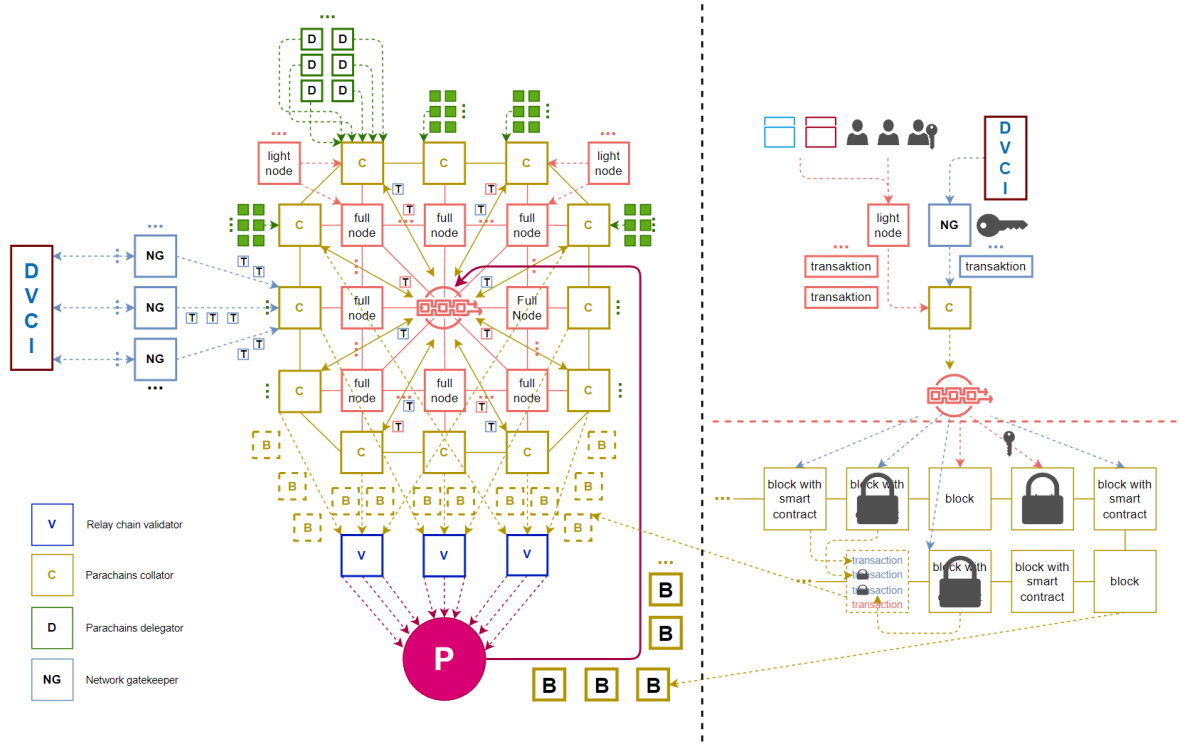 ...
D D
D D
D D
...
...
light
node
C
C
C
light
node
T
T
T
T
C
full
node
full
node
full
node
C
...
...
D
V
C
I
...
NG
NG
NG
...
T
T
T
T
T
T
T
C
full
node
Full
Node
C
T
T
T
T
C
full
node
full
node
full
node
C
T
T
T
T
C
C
C
B
B
B
B
B
B
B
B
B
B
B
B
V
V
V
P
...
B
B
B
B
B
V
Relay chain validator
C
Parachains collator
D
Parachains delegator
NG
Network gatekeeper
D
V
C
I
light
node
NG
...
...
transaktion
transaktion
transaktion
C
...
block with
smart
contract
block with
block
block with
smart
contract
...
transaction
transaction
transaction
transaction
block with
block with
smart
contract
block